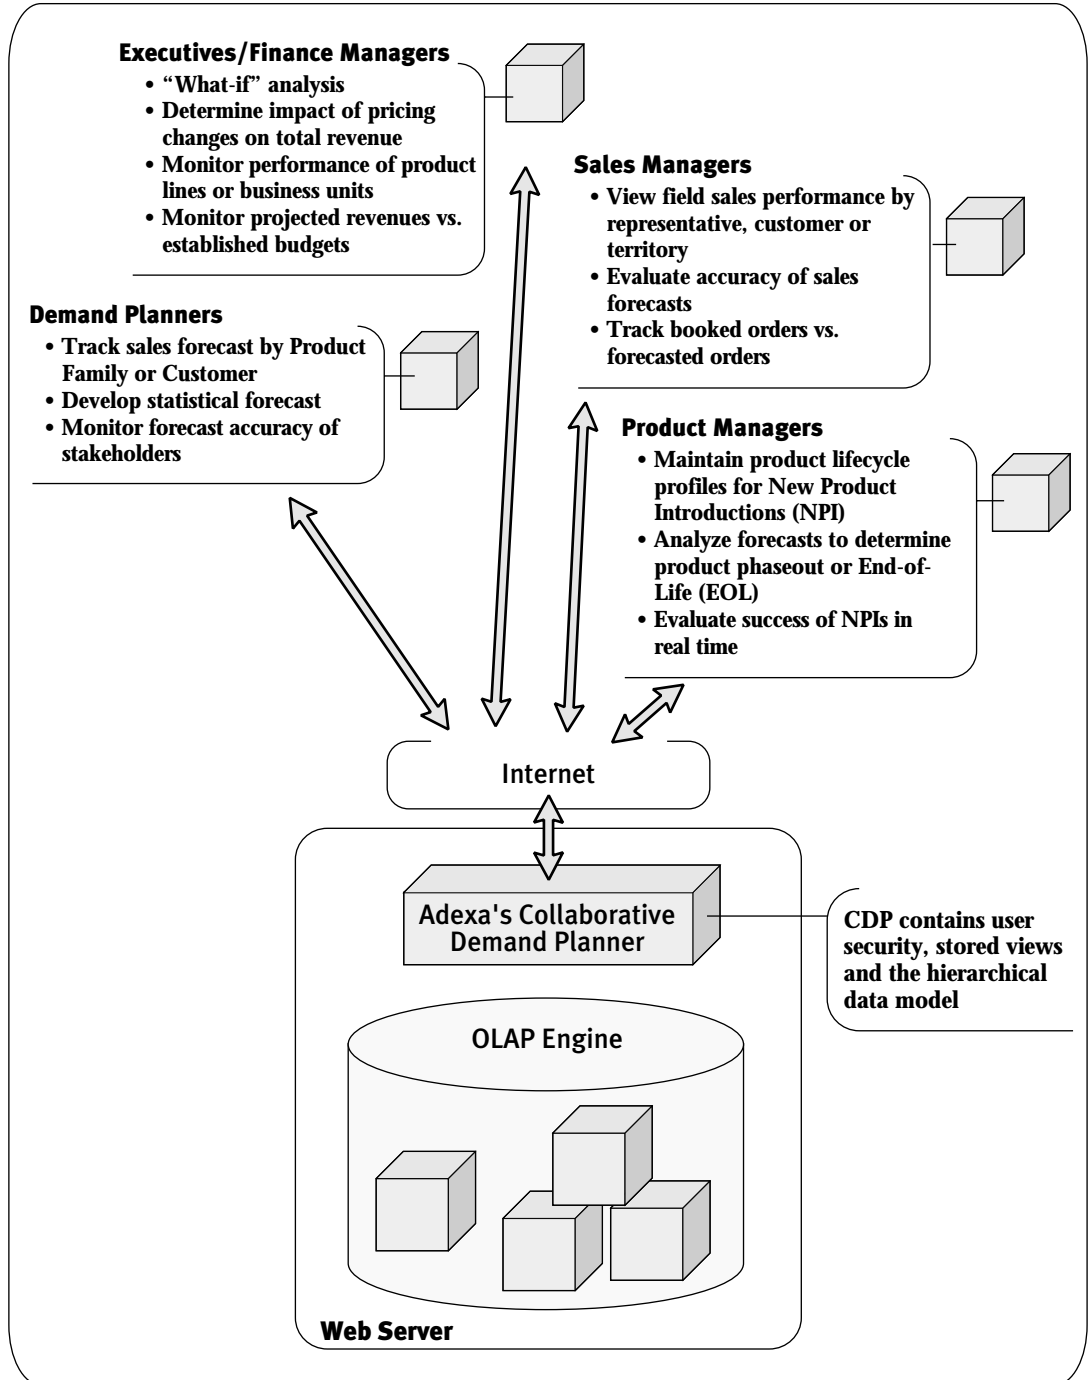 Executives/Finance Managers
• “What-if” analysis
• Determine impact of pricing
changes on total revenue
• Monitor performance of product
lines or business units
• Monitor projected revenues vs.
established budgets
Sales Managers
• View field sales performance by
representative, customer or
territory
• Evaluate accuracy of sales
forecasts
• Track booked orders vs.
forecasted orders
Demand Planners
• Track sales forecast by Product
Family or Customer
• Develop statistical forecast
• Monitor forecast accuracy of
stakeholders
Product Managers
• Maintain product lifecycle
profiles for New Product
Introductions (NPI)
• Analyze forecasts to determine
product phaseout or End-of-
Life (EOL)
• Evaluate success of NPIs in
real time
Internet
Adexa's Collaborative
Demand Planner
CDP contains user
security, stored views
and the hierarchical
data model
OLAP Engine
Web Server